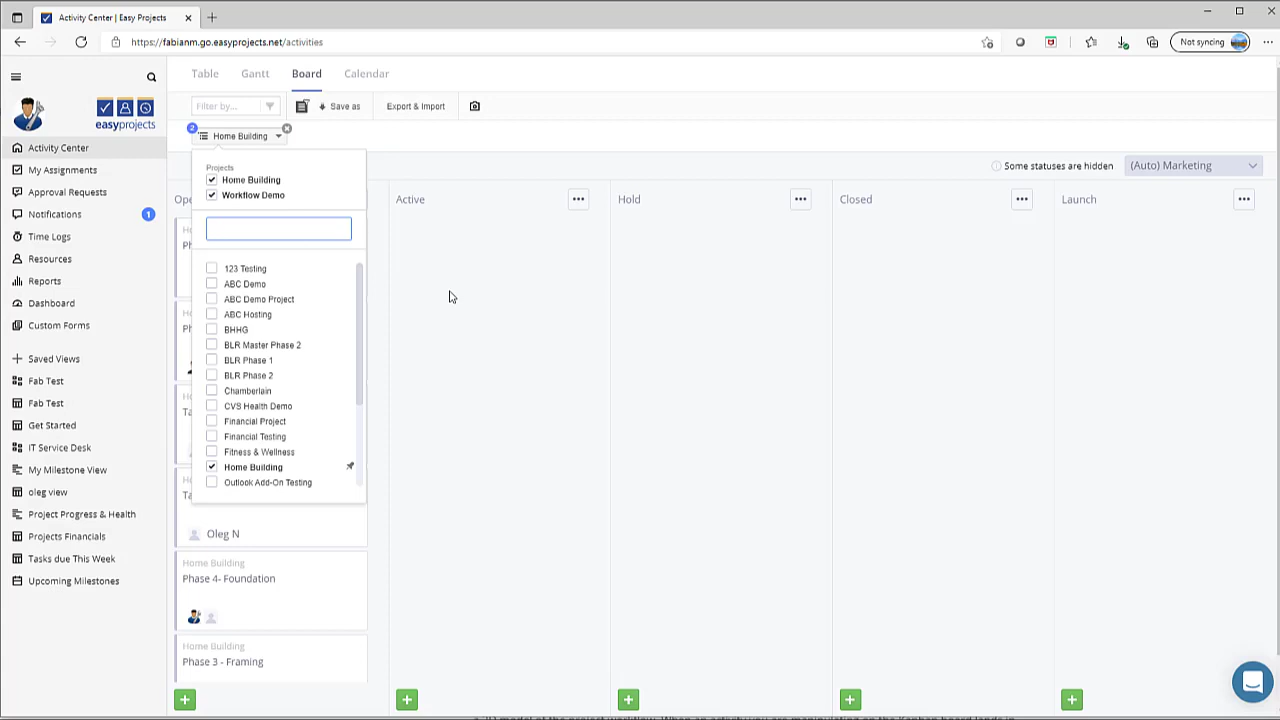 Activity Center | Easy Projects
https://fabianm.go.easyprojects.net/activities
Not syncing
easyprojects
Activity Center
My Assignments
Approval Requests
Notifications
1
Time Logs
Resources
Reports
Dashboard
Custom Forms
Saved Views
Fab Test
Fab Test
Get Started
IT Service Desk
My Milestone View
oleg view
Project Progress & Health
Projects Financials
Tasks due This Week
Upcoming Milestones
Table
Gantt
Board
Calendar
Filter by...
Save as
Export & Import
2
Home Building
Some statuses are hidden
(Auto) Marketing
Projects
Home Building
Workflow Demo
123 Testing
ABC Demo
ABC Demo Project
ABC Hosting
BHHG
BLR Master Phase 2
BLR Phase 1
BLR Phase 2
Chamberlain
CVS Health Demo
Financial Project
Financial Testing
Fitness & Wellness
Home Building
Outlook Add-On Testing
Active
Hold
Closed
Launch
Oleg N
Home Building
Phase 4- Foundation
Home Building
Phase 3 - Framing